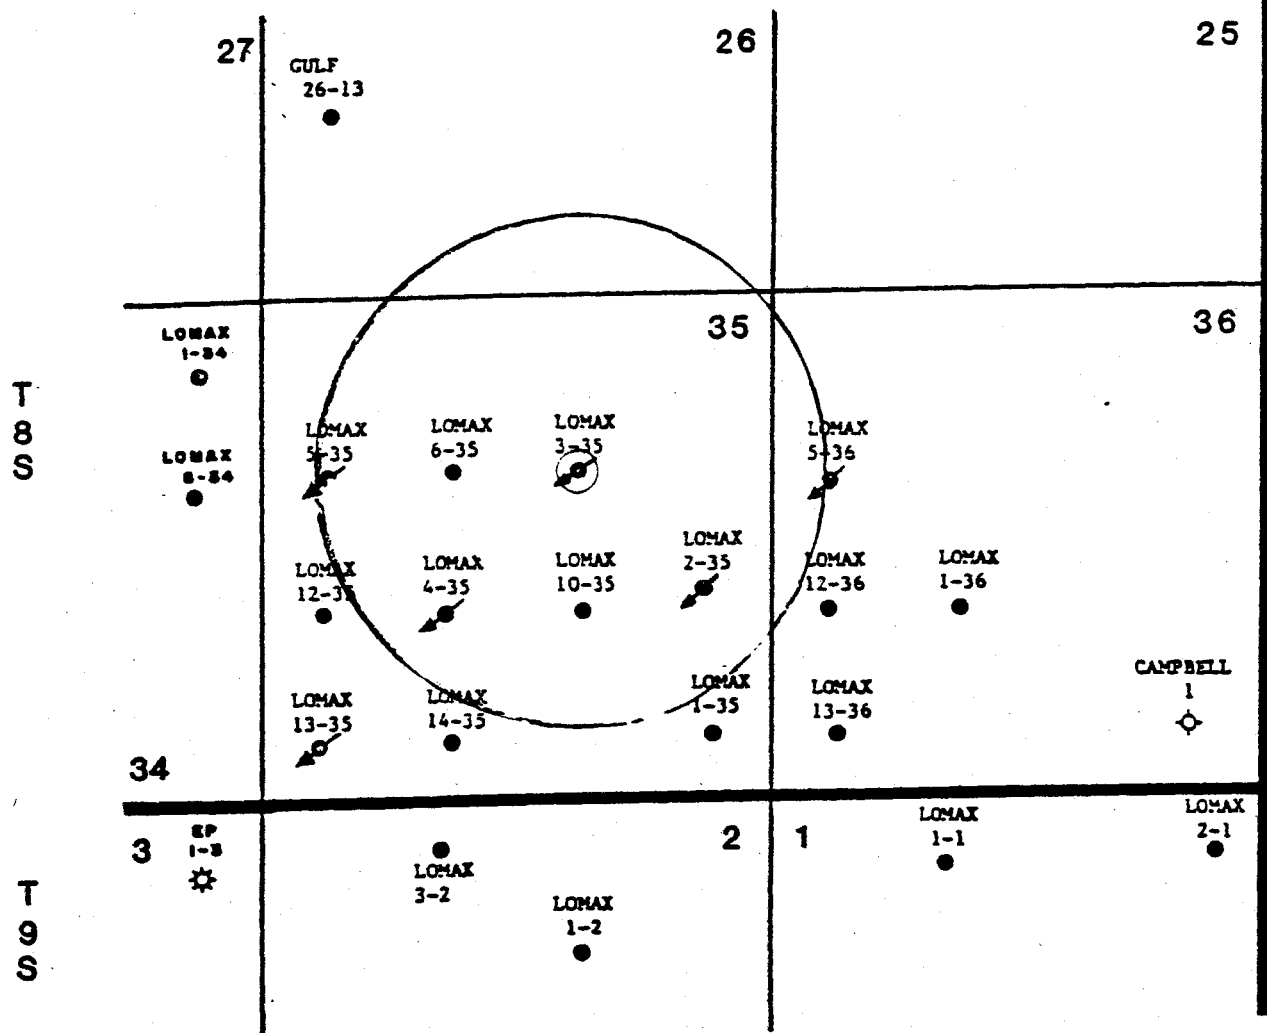 27
26
25
GULF
26-13
35
36
LOMAX
1-34
T
8
S
LOMAX
8-34
LOMAX
5-35
LOMAX
6-35
LOMAX
3-35
LOMAX
5-36
LOMAX
12-35
LOMAX
4-35
LOMAX
10-35
LOMAX
2-35
LOMAX
12-36
LOMAX
1-36
CAMPBELL
1
LOMAX
13-35
LOMAX
14-35
LOMAX
1-35
LOMAX
13-36
34
3
EP
1-3
2
1
LOMAX
1-1
LOMAX
2-1
T
9
S
LOMAX
3-2
LOMAX
1-2